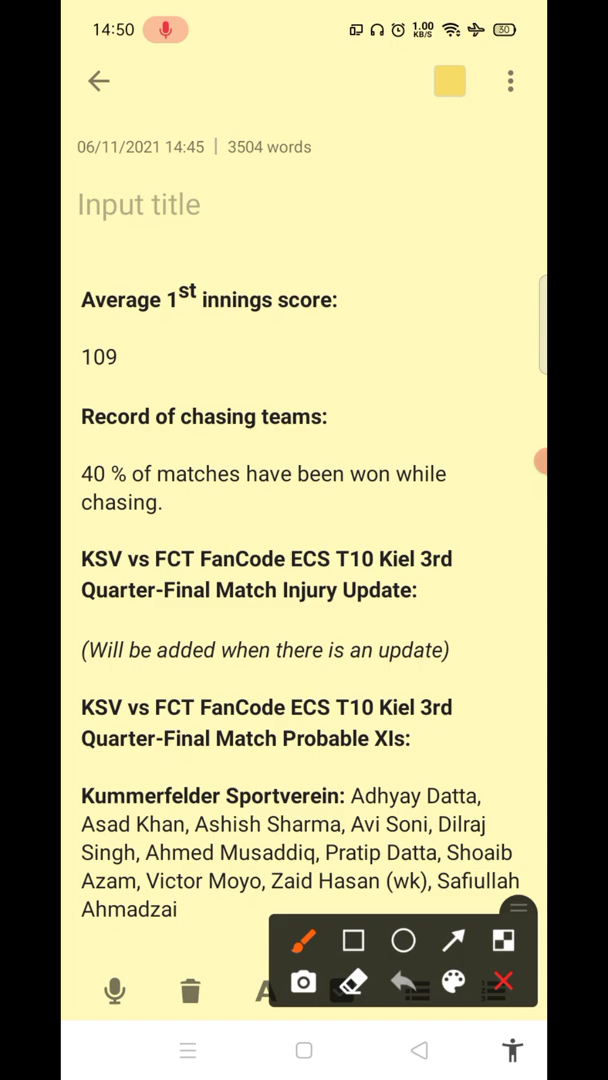 14:50
1.00
KB/S
30
06/11/2021 14:45 | 3504 words
Input title
Average 1st innings score:
109
Record of chasing teams:
40 % of matches have been won while
chasing.
KSV vs FCT FanCode ECS T10 Kiel 3rd
Quarter-Final Match Injury Update:
(Will be added when there is an update)
KSV vs FCT FanCode ECS T10 Kiel 3rd
Quarter-Final Match Probable XIs:
Kummerfelder Sportverein: Adhyay Datta,
Asad Khan, Ashish Sharma, Avi Soni, Dilraj
Singh, Ahmed Musaddiq, Pratip Datta, Shoaib
Azam, Victor Moyo, Zaid Hasan (wk), Safiullah
Ahmadzai
A